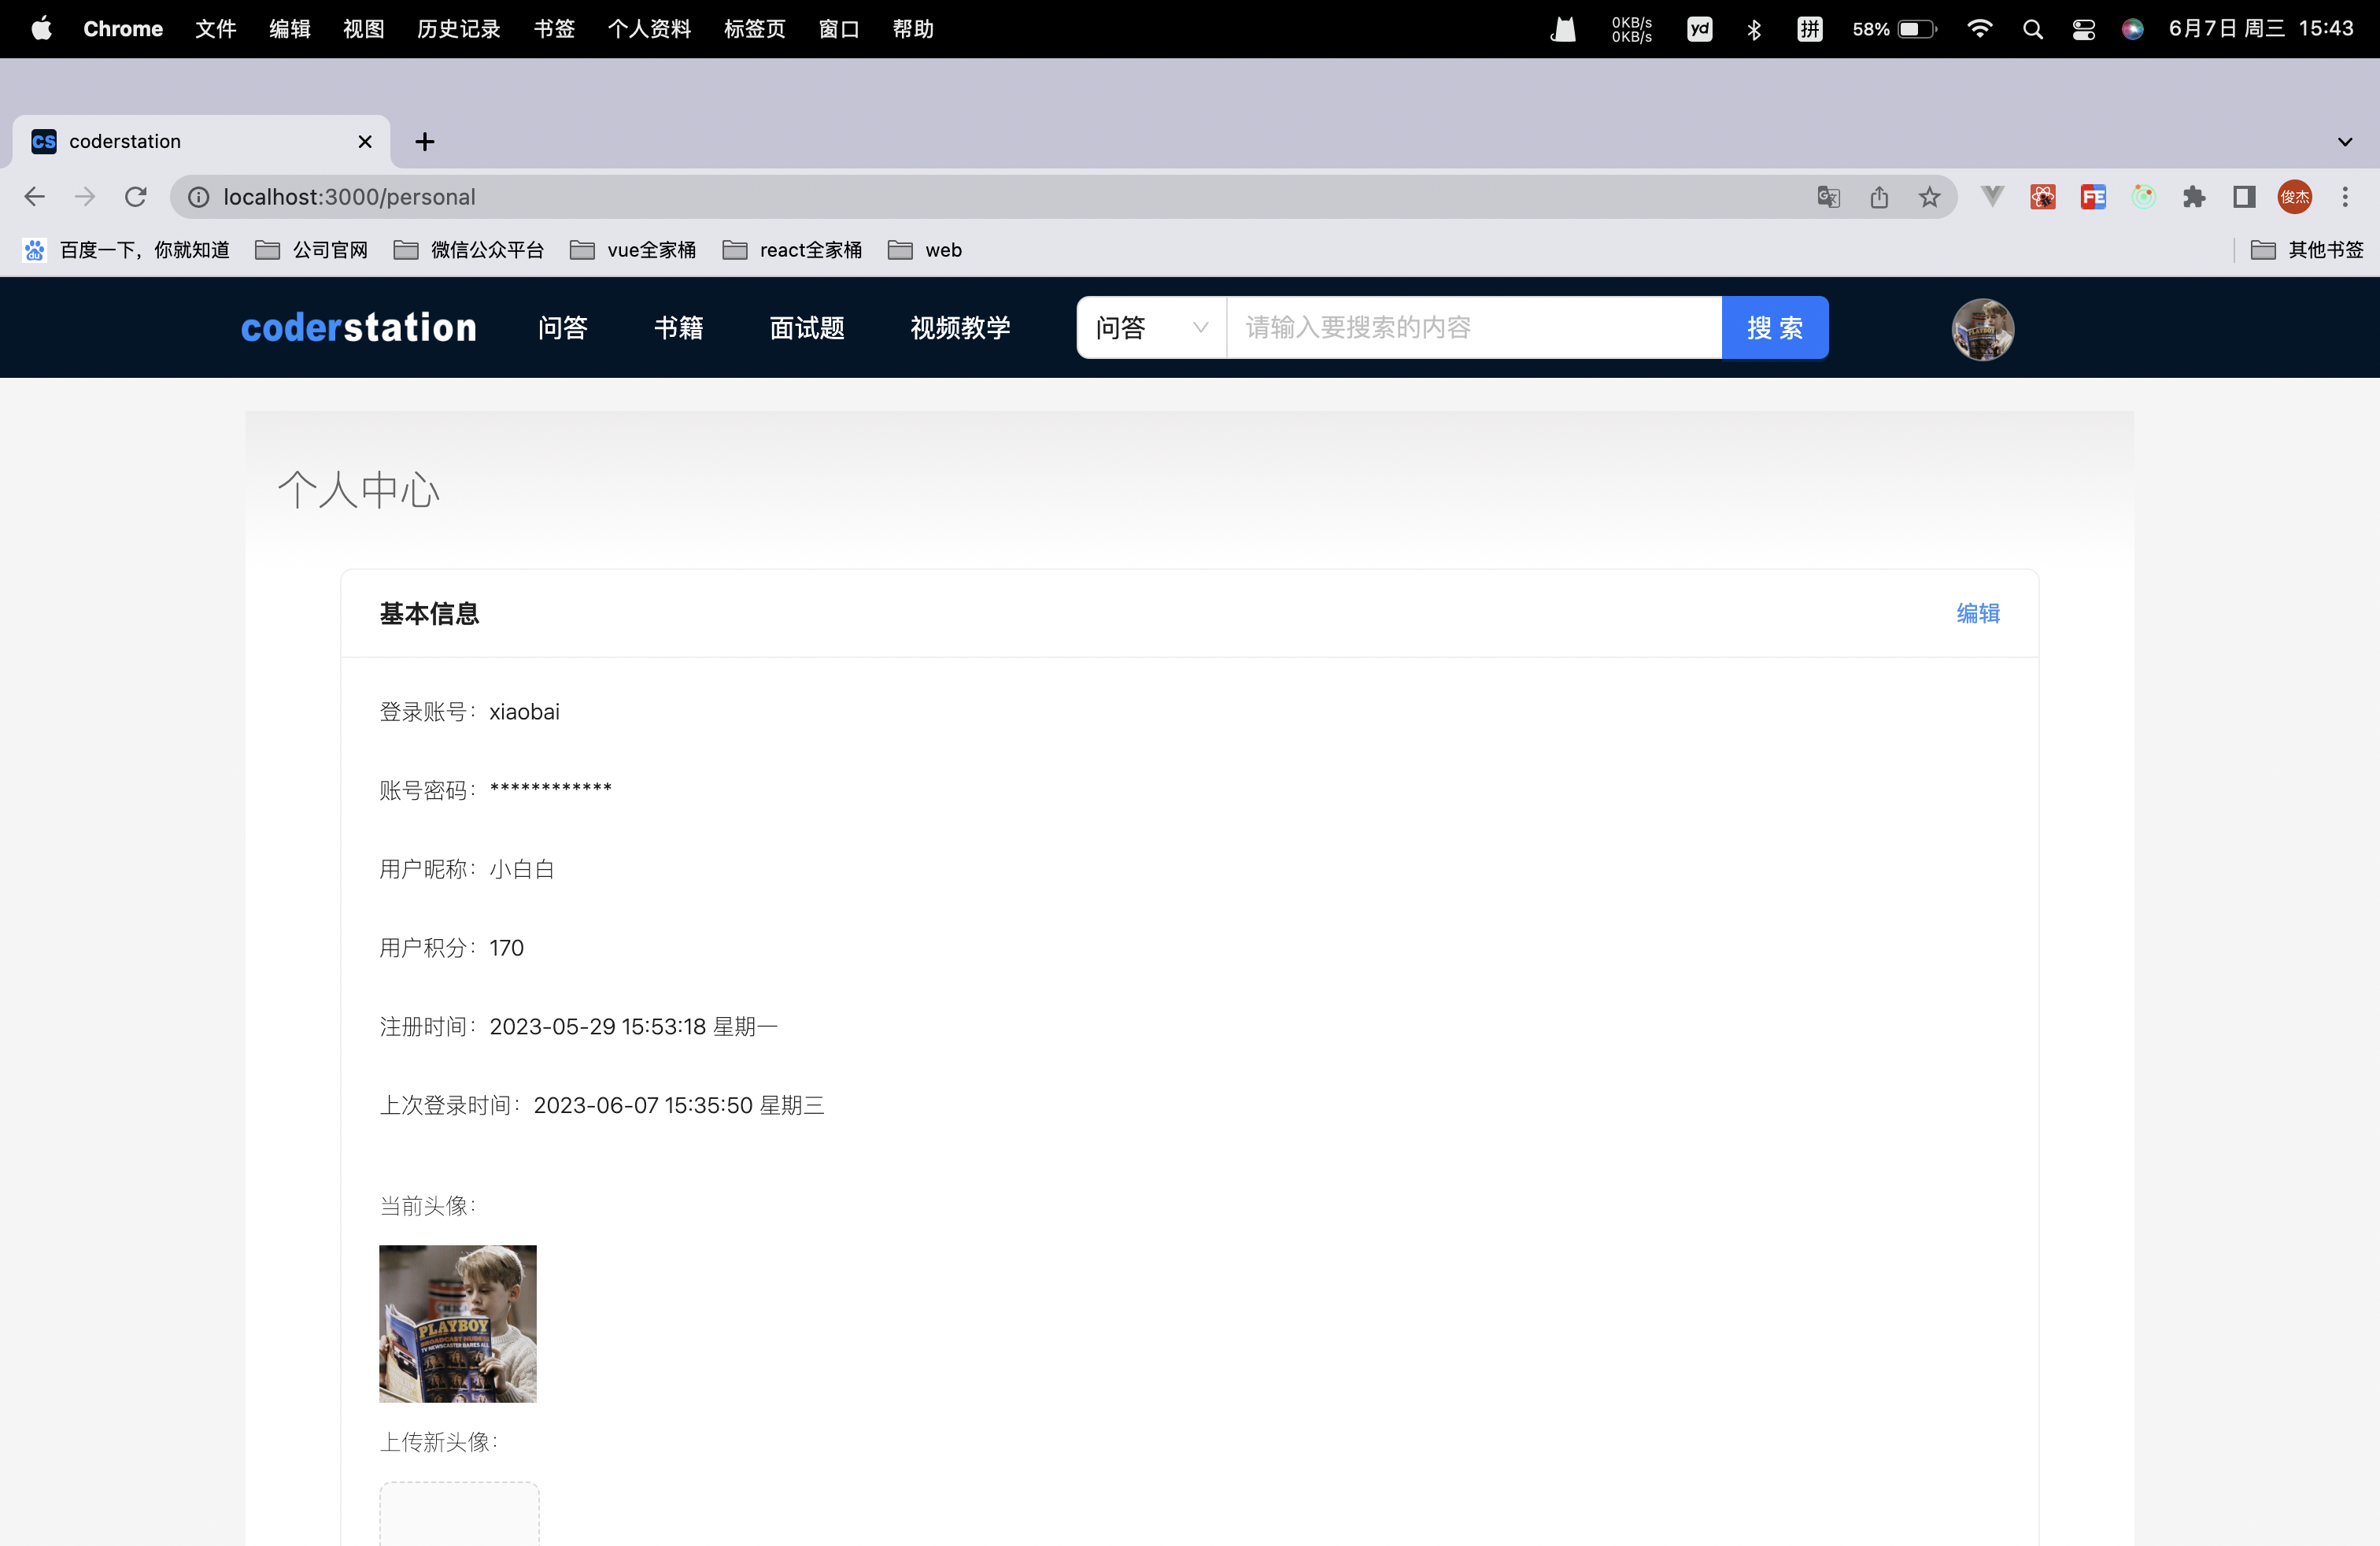 Chrome 文件 编辑 视图 历史记录 书签 个人资料 标签页 窗口 帮助 0KB/s 0KB/s yd 拼 58% 6月7日 周三 15:43
CS coderstation
localhost:3000/personal FE 俊杰
du 百度一下，你就知道 公司官网 微信公众平台 vue全家桶 react全家桶 web 其他书签
coderstation 问答 书籍 面试题 视频教学 问答 请输入要搜索的内容 搜 索
个人中心
基本信息 编辑
登录账号：xiaobai
账号密码：************
用户昵称：小白白
用户积分：170
注册时间：2023-05-29 15:53:18 星期一
上次登录时间：2023-06-07 15:35:50 星期三
当前头像：
PLAYBOY
TV NEWSCASTER BARES ALL
上传新头像：